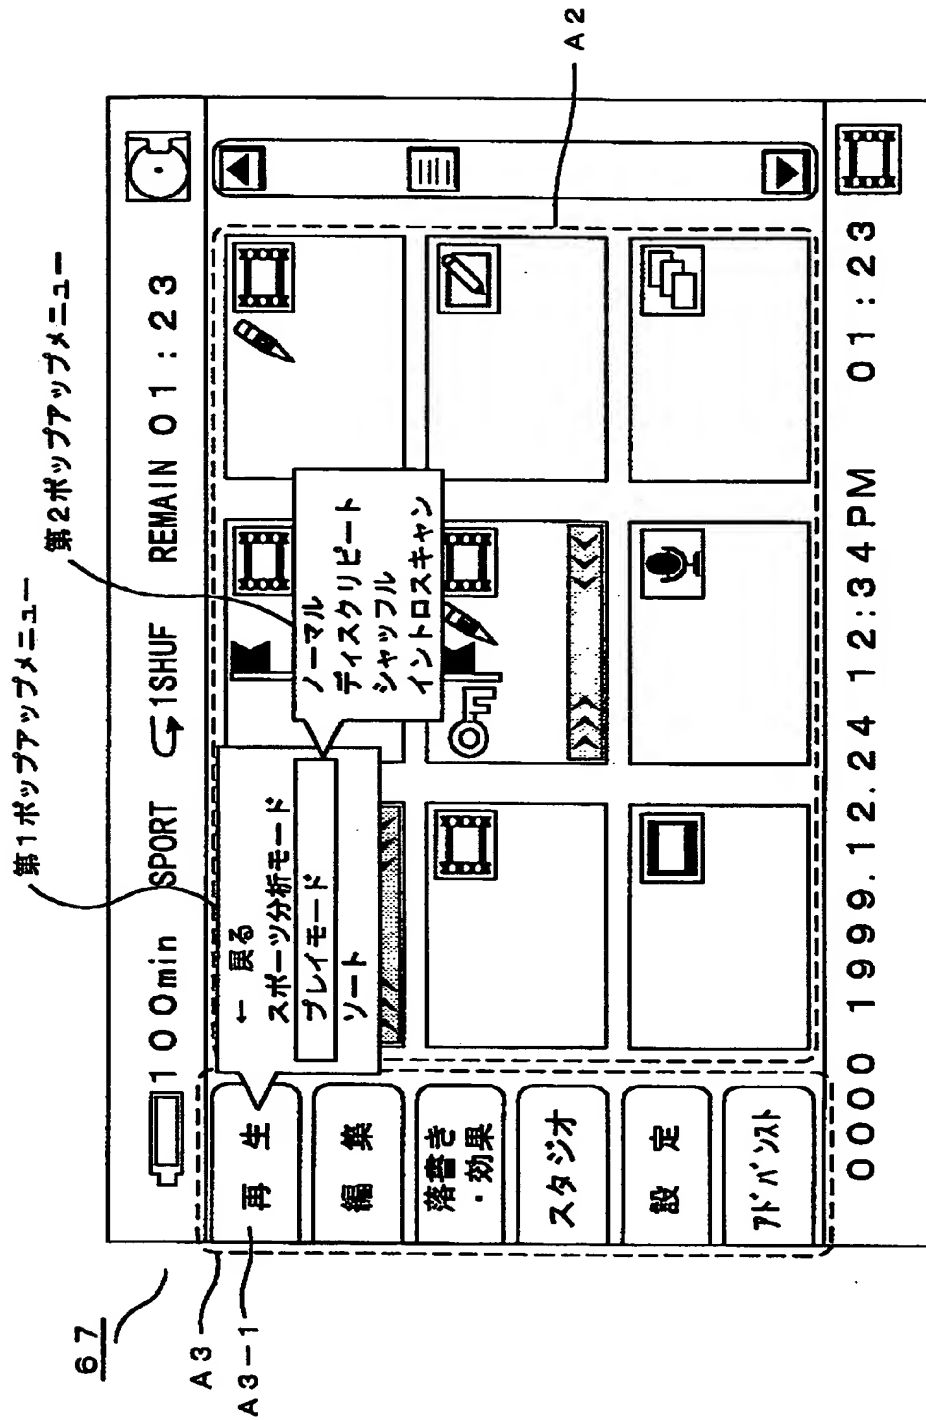 第1ポップアップメニュー
第2ポップアップメニュー
100min SPORT 1SHUF REMAIN 01:23
再生
編集
落書き
・効果
スタジオ
設定
アドバンスト
← 戻る
スポーツ分析モード
プレイモード
ソート
ノーマル
ディスクリピート
シャッフル
イントロスキャン
0000 1999.12.24 12:34PM 01:23
67
A3
A3-1
A2